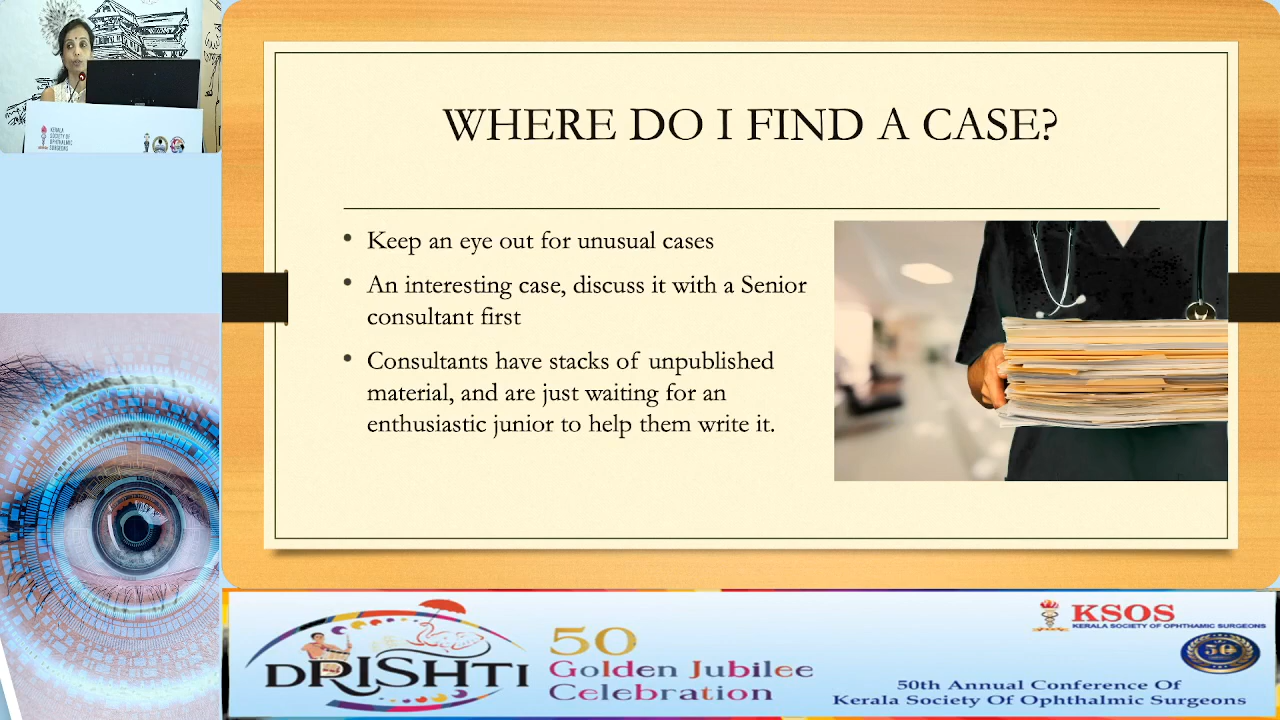 KERALA
SOCIETY OF
OPHTHALMIC
SURGEONS
WHERE DO I FIND A CASE?
Keep an eye out for unusual cases
An interesting case, discuss it with a Senior
consultant first
Consultants have stacks of unpublished
material, and are just waiting for an
enthusiastic junior to help them write it.
DRISHTI
50
Golden Jubilee
Celebration
KSOS
KERALA SOCIETY OF OPHTHAMIC SURGEONS
50
50th Annual Conference Of
Kerala Society Of Ophthalmic Surgeons